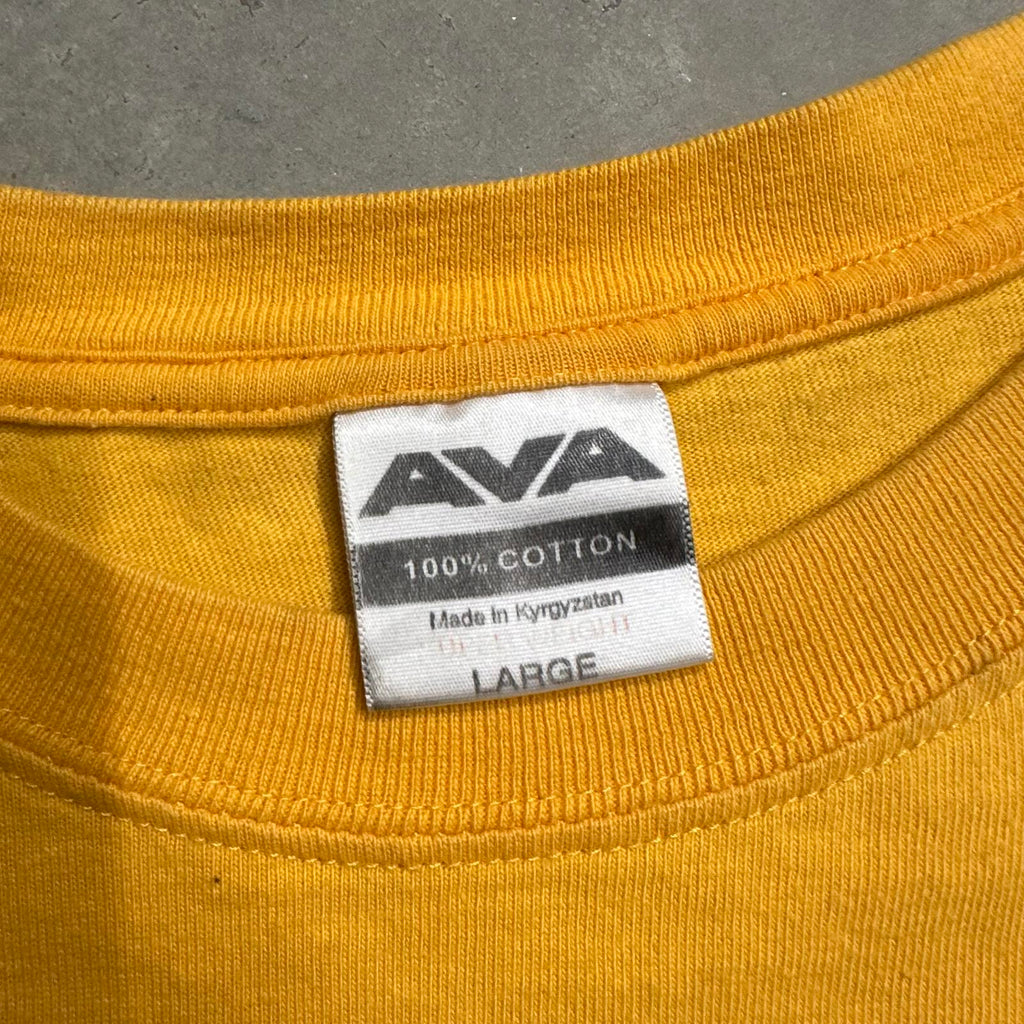 AVA
100% COTTON
Made In Kyrgyzstan
LARGE